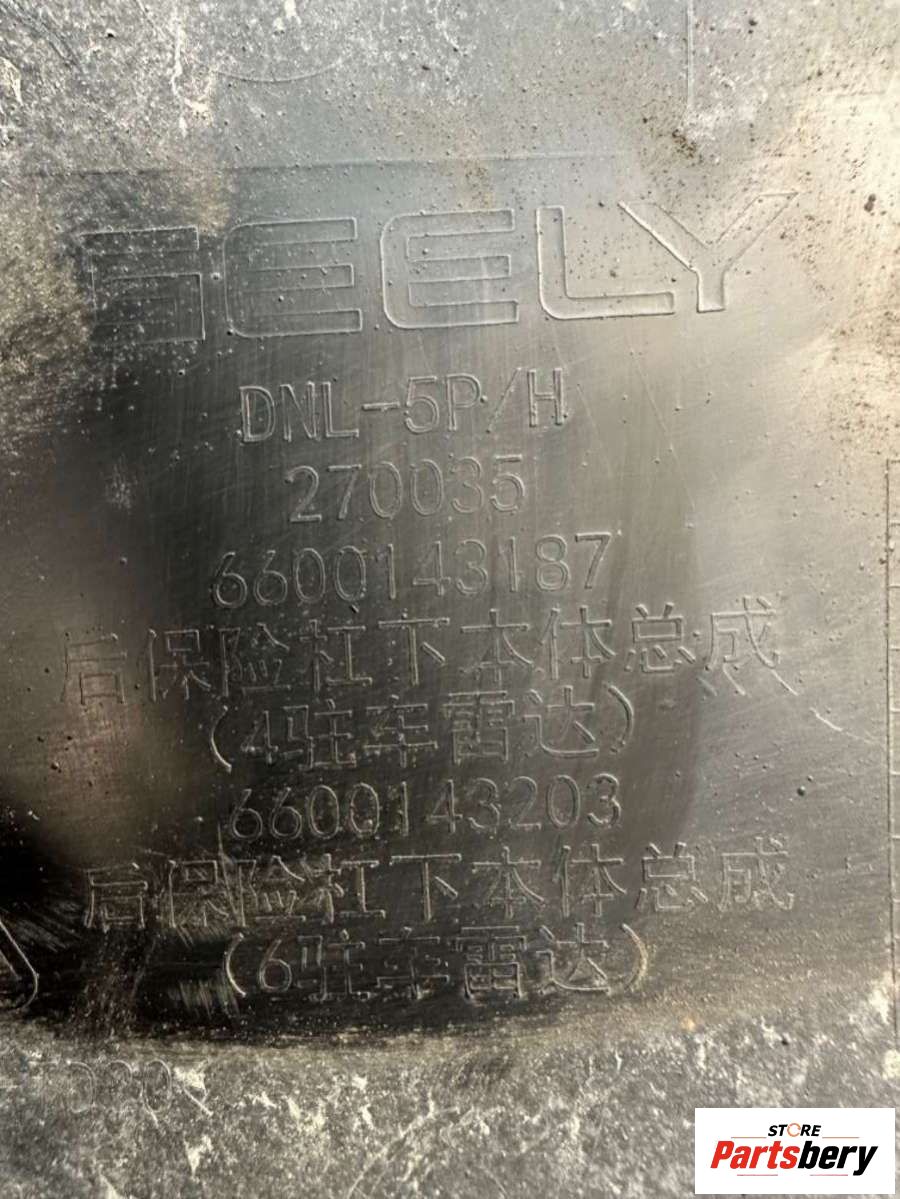 GEELY
DNL-5P/H
270035
6600143187
后保险杠下本体总成
(4驻车雷达)
6600143203
后保险杠下本体总成
(6驻车雷达)
STORE
Partsbery